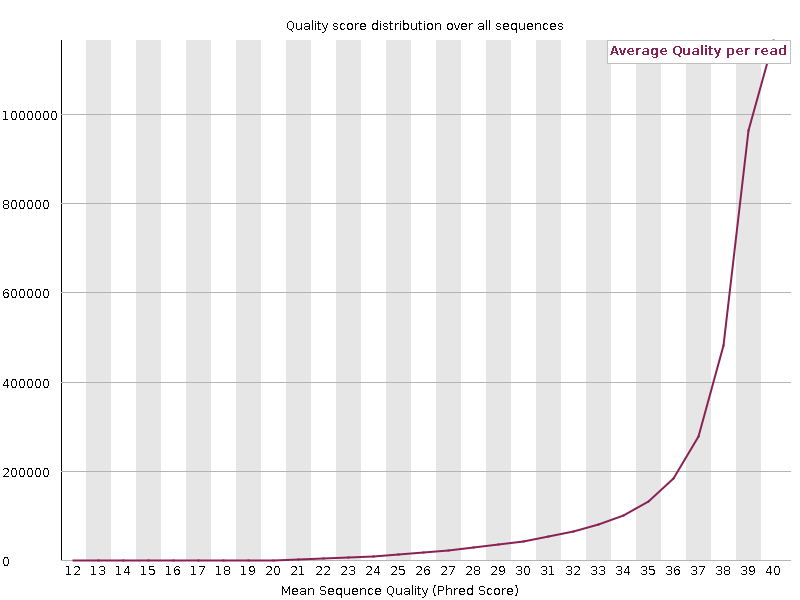 Quality score distribution over all sequences
Average Quality per read
1000000
800000
600000
400000
200000
0
12 13 14 15 16 17 18 19 20 21 22 23 24 25 26 27 28 29 30 31 32 33 34 35 36 37 38 39 40
Mean Sequence Quality (Phred Score)